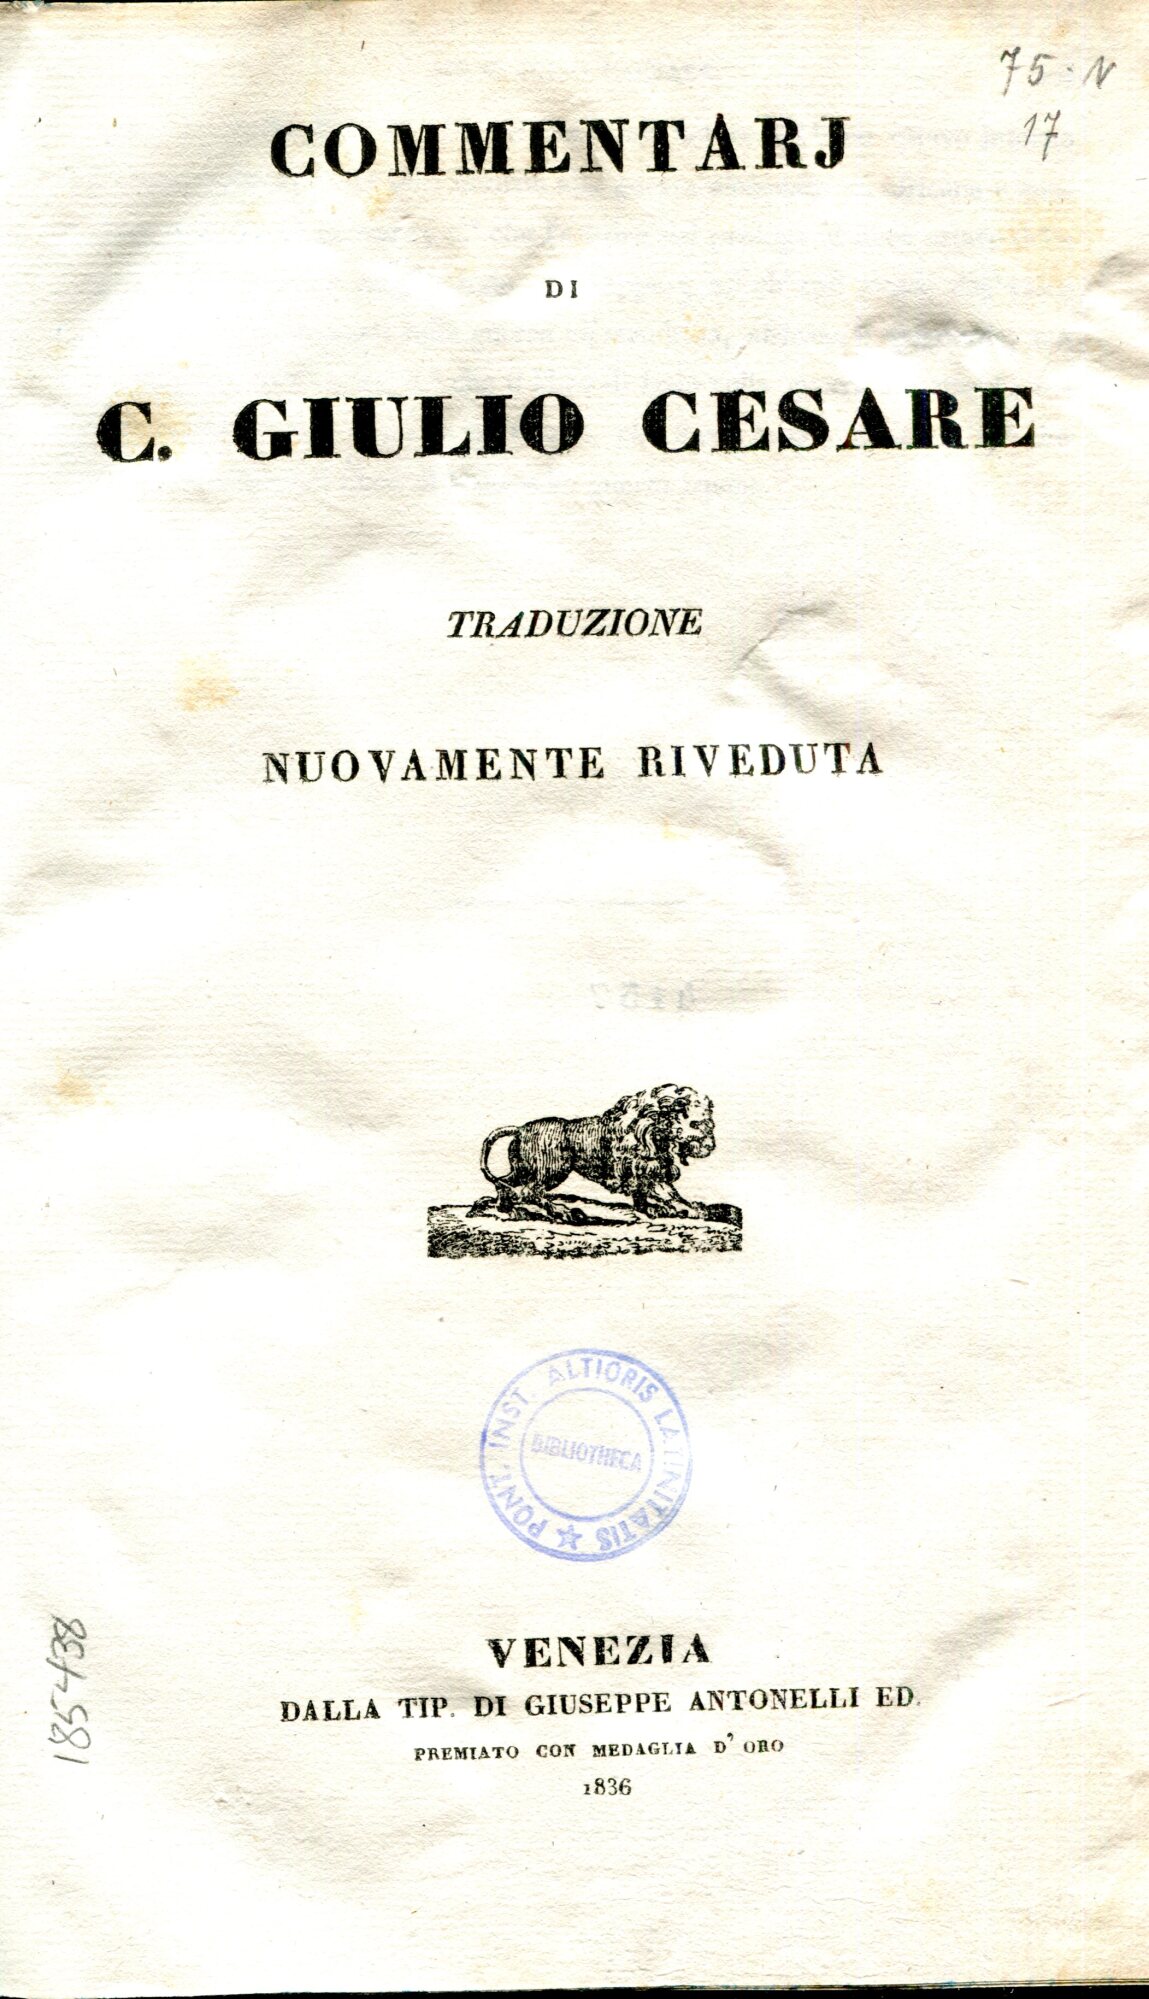 75 · N
17
COMMENTARJ
DI
C. GIULIO CESARE
TRADUZIONE
NUOVAMENTE RIVEDUTA
PONT. INST. ALTIORIS LATINITATIS
BIBLIOTHECA
185438
VENEZIA
DALLA TIP. DI GIUSEPPE ANTONELLI ED.
PREMIATO CON MEDAGLIA D' ORO
1836